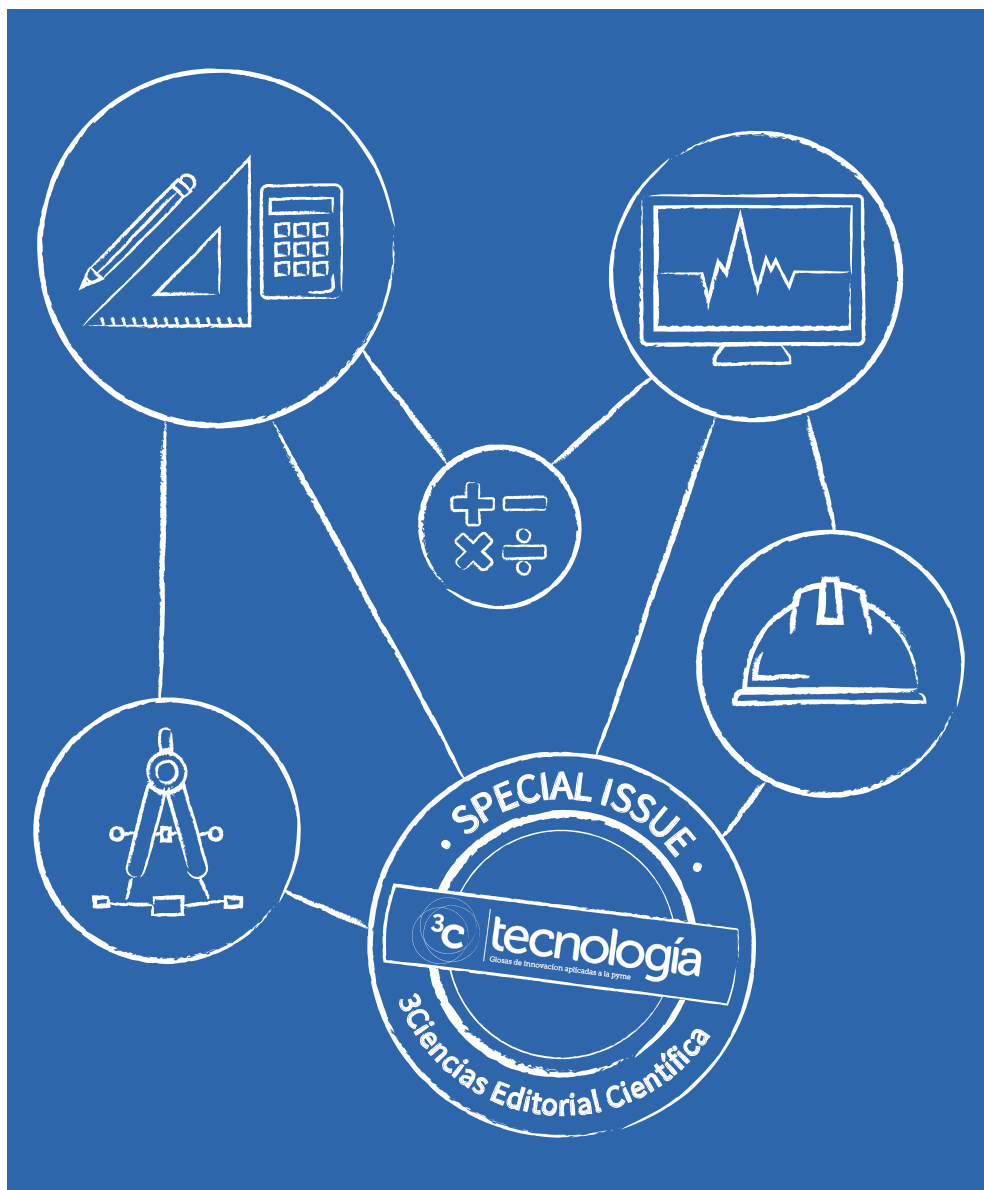 · SPECIAL ISSUE ·
3c
tecnología
Glosas de innovación aplicadas a la pyme
3Ciencias Editorial Científica